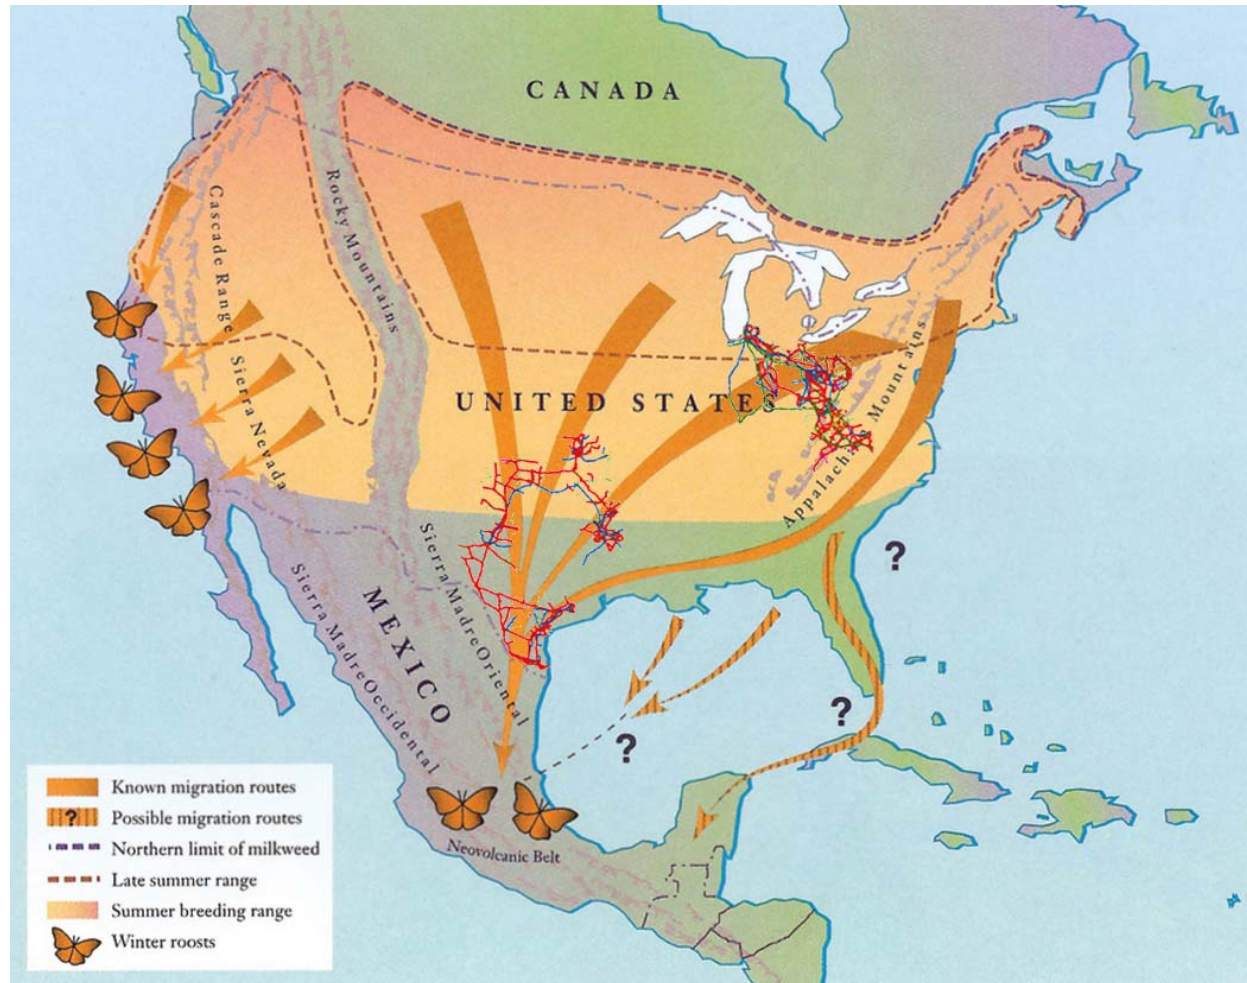 CANADA
Rocky Mountains
Cascade Range
Sierra Nevada
UNITED STATES
Appalachian Mountains
?
Sierra Madre Oriental
Sierra Madre Occidental
MEXICO
?
?
Neovolcanic Belt
Known migration routes
? Possible migration routes
Northern limit of milkweed
Late summer range
Summer breeding range
Winter roosts